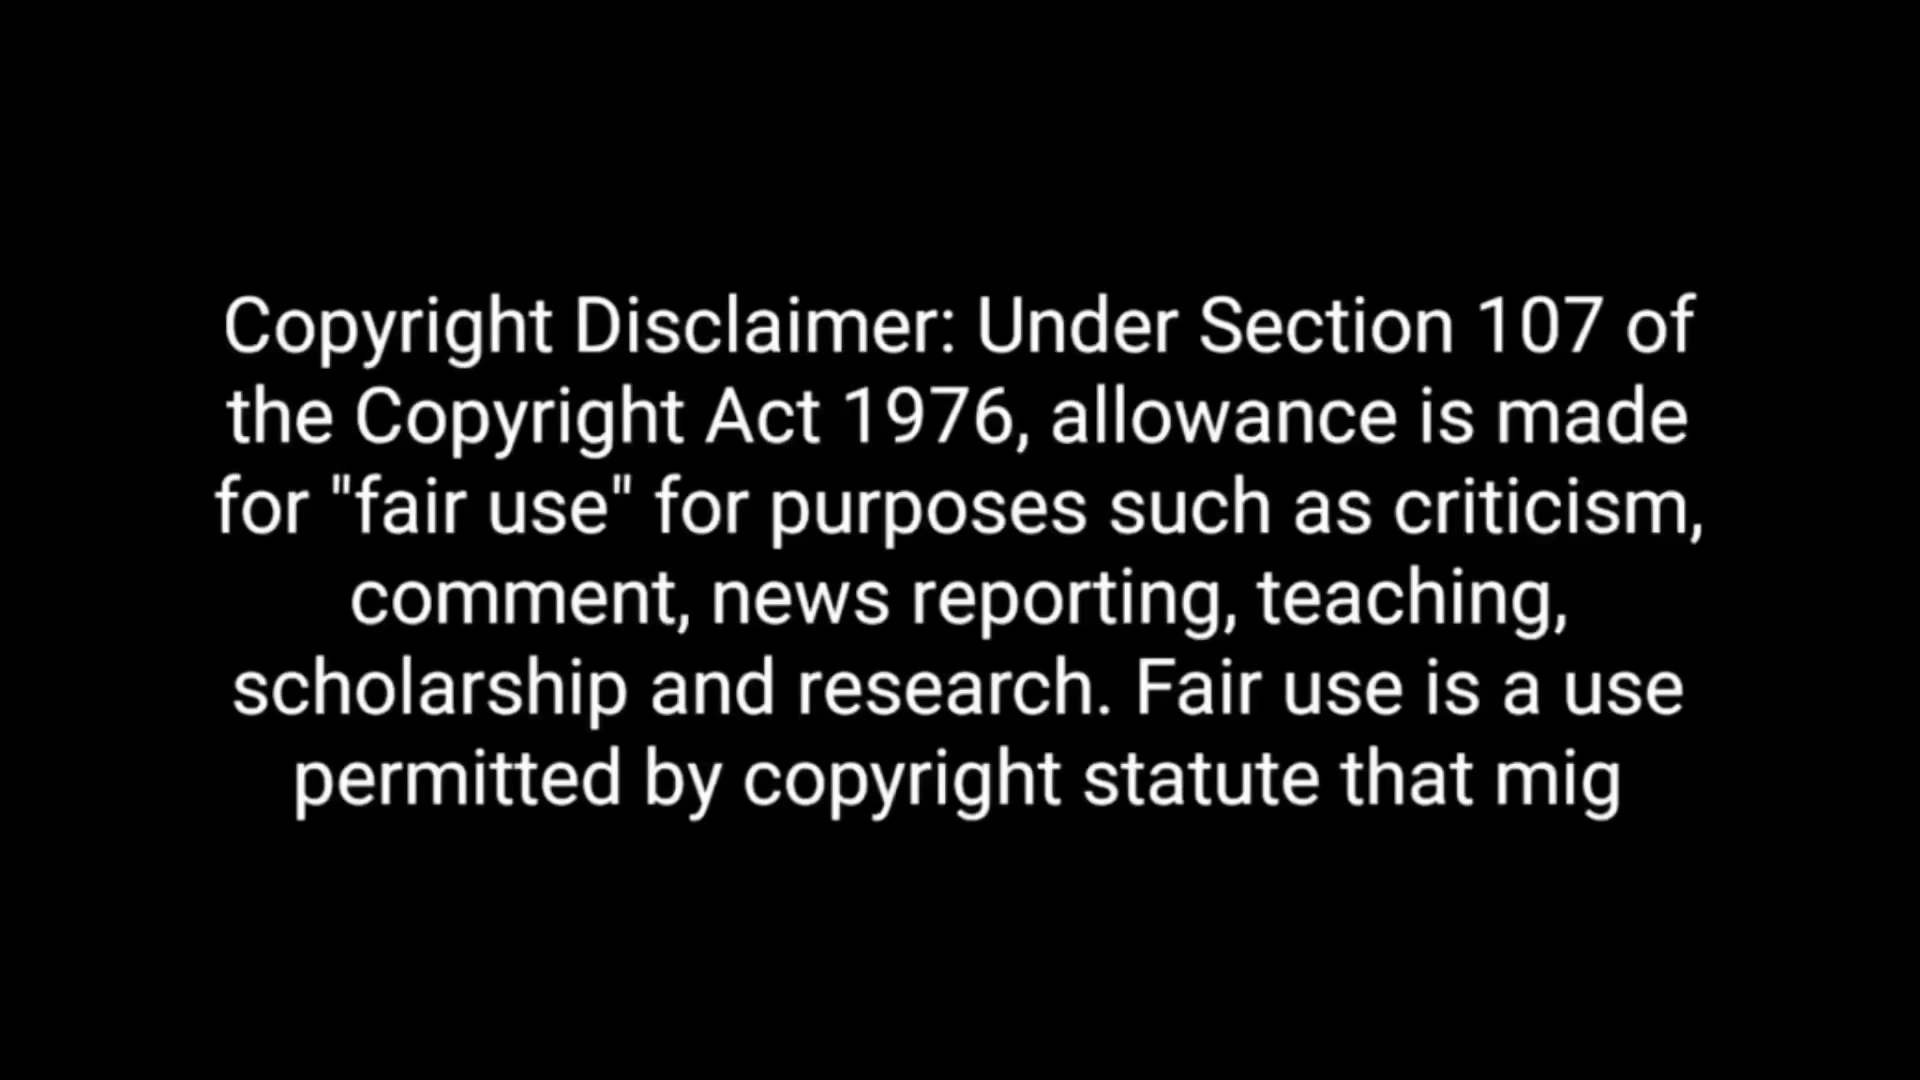 Copyright Disclaimer: Under Section 107 of
the Copyright Act 1976, allowance is made
for "fair use" for purposes such as criticism,
comment, news reporting, teaching,
scholarship and research. Fair use is a use
permitted by copyright statute that mig